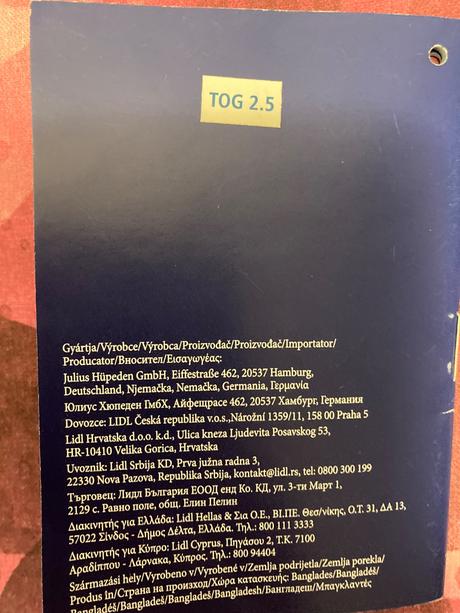 TOG 2.5
Gyártja/Výrobce/Výrobca/Proizvođač/Proizvođač/Importator/
Producator/Вносител/Εισαγωγέας:
Julius Hüpeden GmbH, Eiffestraße 462, 20537 Hamburg,
Deutschland, Njemačka, Nemačka, Germania, Γερμανία
Юлиус Хюпеден ГмбХ, Айфещрасе 462, 20537 Хамбург, Германия
Dovozce: LIDL Česká republika v.o.s.,Nárožní 1359/11, 158 00 Praha 5
Lidl Hrvatska d.o.o. k.d., Ulica kneza Ljudevita Posavskog 53,
HR-10410 Velika Gorica, Hrvatska
Uvoznik: Lidl Srbija KD, Prva južna radna 3,
22330 Nova Pazova, Republika Srbija, kontakt@lidl.rs, tel: 0800 300 199
Търговец: Лидл България ЕООД енд Ко. КД, ул. 3-ти Март 1,
2129 с. Равно поле, общ. Елин Пелин
Διακινητής για Ελλάδα: Lidl Hellas & Σια Ο.Ε., ΒΙ.ΠΕ. Θεσ/νίκης, Ο.Τ. 31, ΔΑ 13,
57022 Σίνδος - Δήμος Δέλτα, Ελλάδα. Τηλ.: 800 111 3333
Διακινητής για Κύπρο: Lidl Cyprus, Πηγάσου 2, Τ.Κ. 7100
Αραδίππου - Λάρνακα, Κύπρος. Τηλ.: 800 94404
Származási hely/Vyrobeno v/Vyrobené v/Zemlja podrijetla/Zemlja porekla/
Produs în/Страна на произход/Χώρα κατασκευής: Banglades/Bangladéš/
Bangladéš/Bangladeš/Bangladeš/Bangladesh/Бангладеш/Μπαγκλαντές